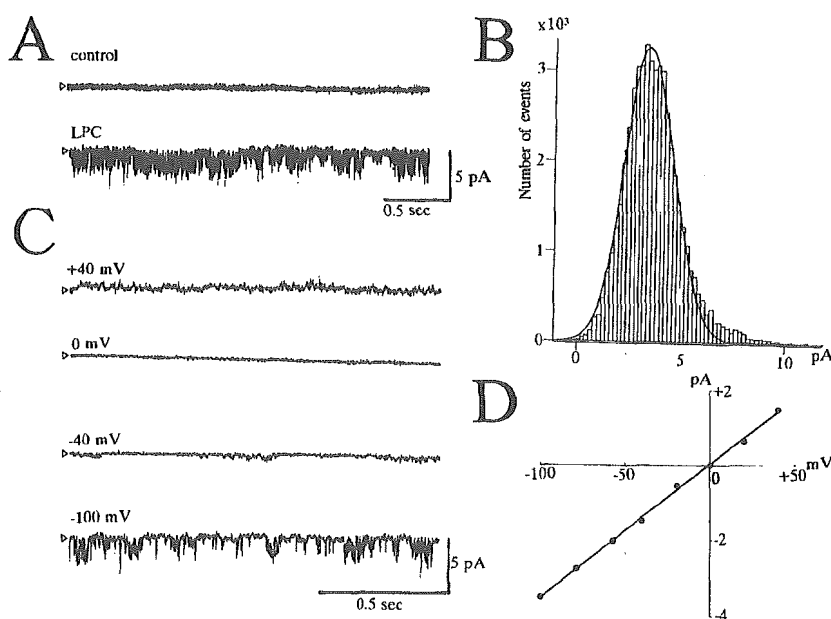 A
control
LPC
5 pA
0.5 sec
B
x10³
Number of events
3
2
1
0
0
5
10
pA
C
+40 mV
0 mV
-40 mV
-100 mV
5 pA
0.5 sec
D
pA
+2
-100
-50
0
+50 mV
-2
-4